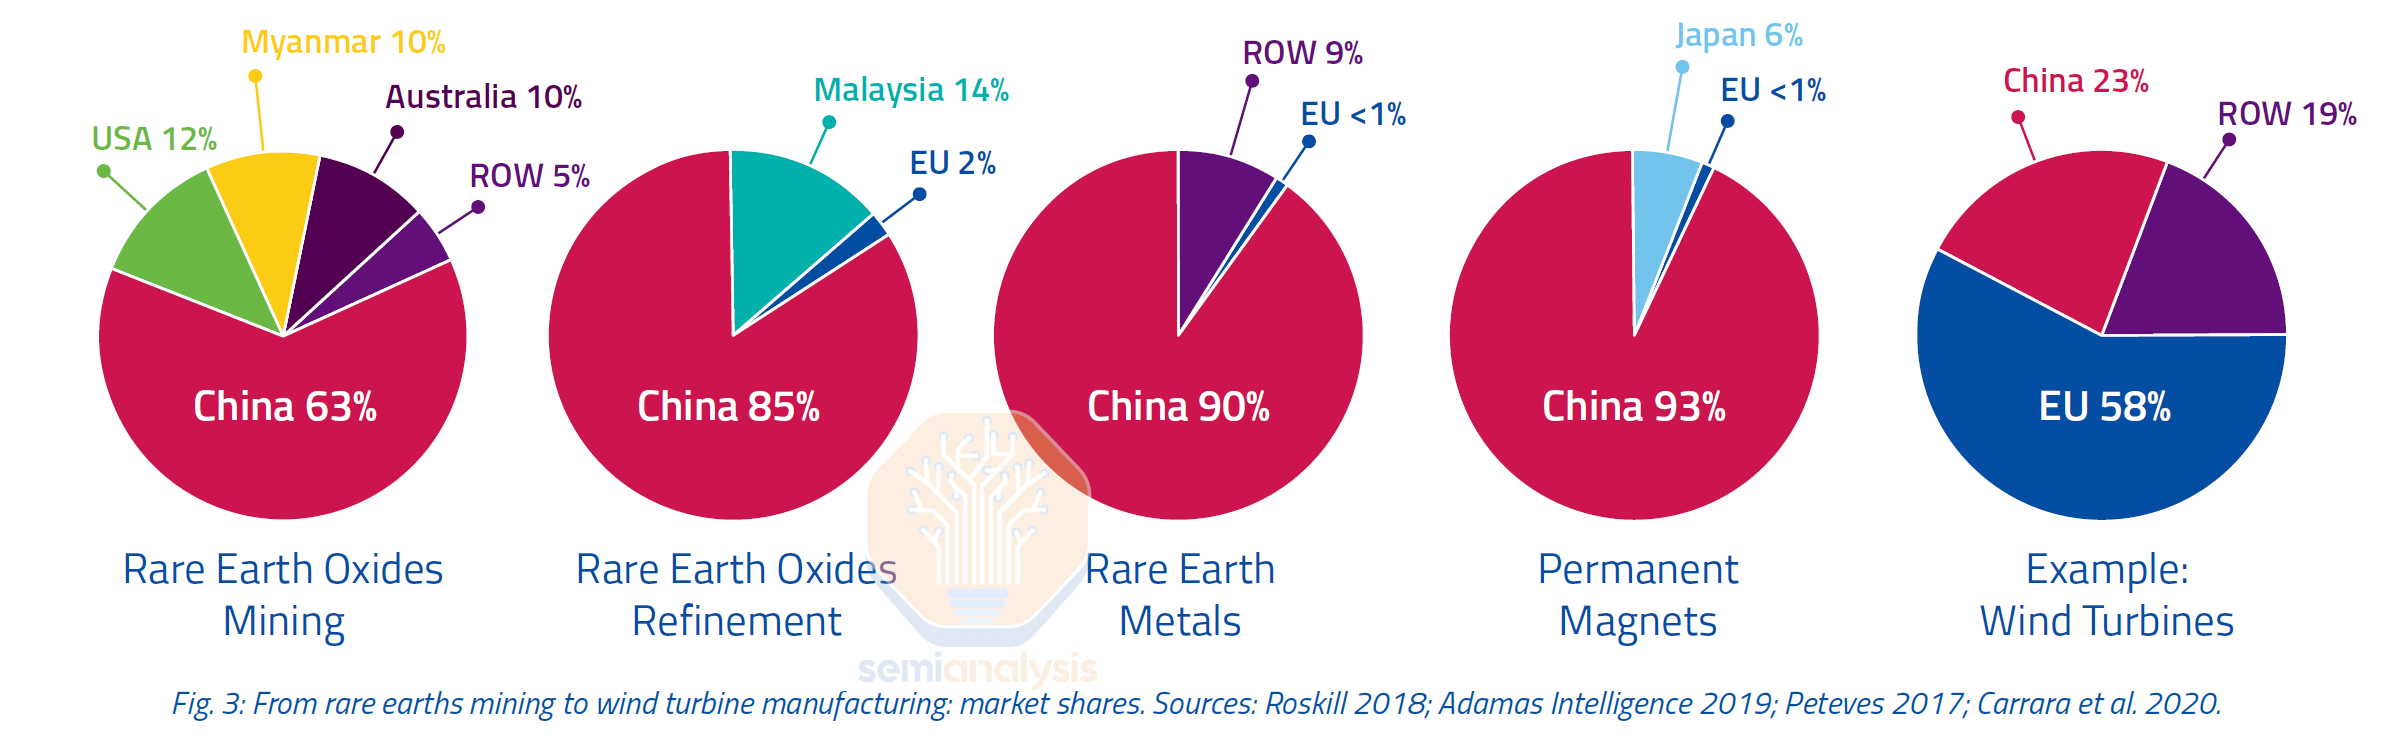 Myanmar 10%
Australia 10%
USA 12%
ROW 5%
China 63%
Rare Earth Oxides
Mining
Malaysia 14%
EU 2%
China 85%
Rare Earth Oxides
Refinement
ROW 9%
EU <1%
China 90%
Rare Earth
Metals
Japan 6%
EU <1%
China 93%
Permanent
Magnets
China 23%
ROW 19%
EU 58%
Example:
Wind Turbines
semianalysis
Fig. 3: From rare earths mining to wind turbine manufacturing: market shares. Sources: Roskill 2018; Adamas Intelligence 2019; Peteves 2017; Carrara et al. 2020.